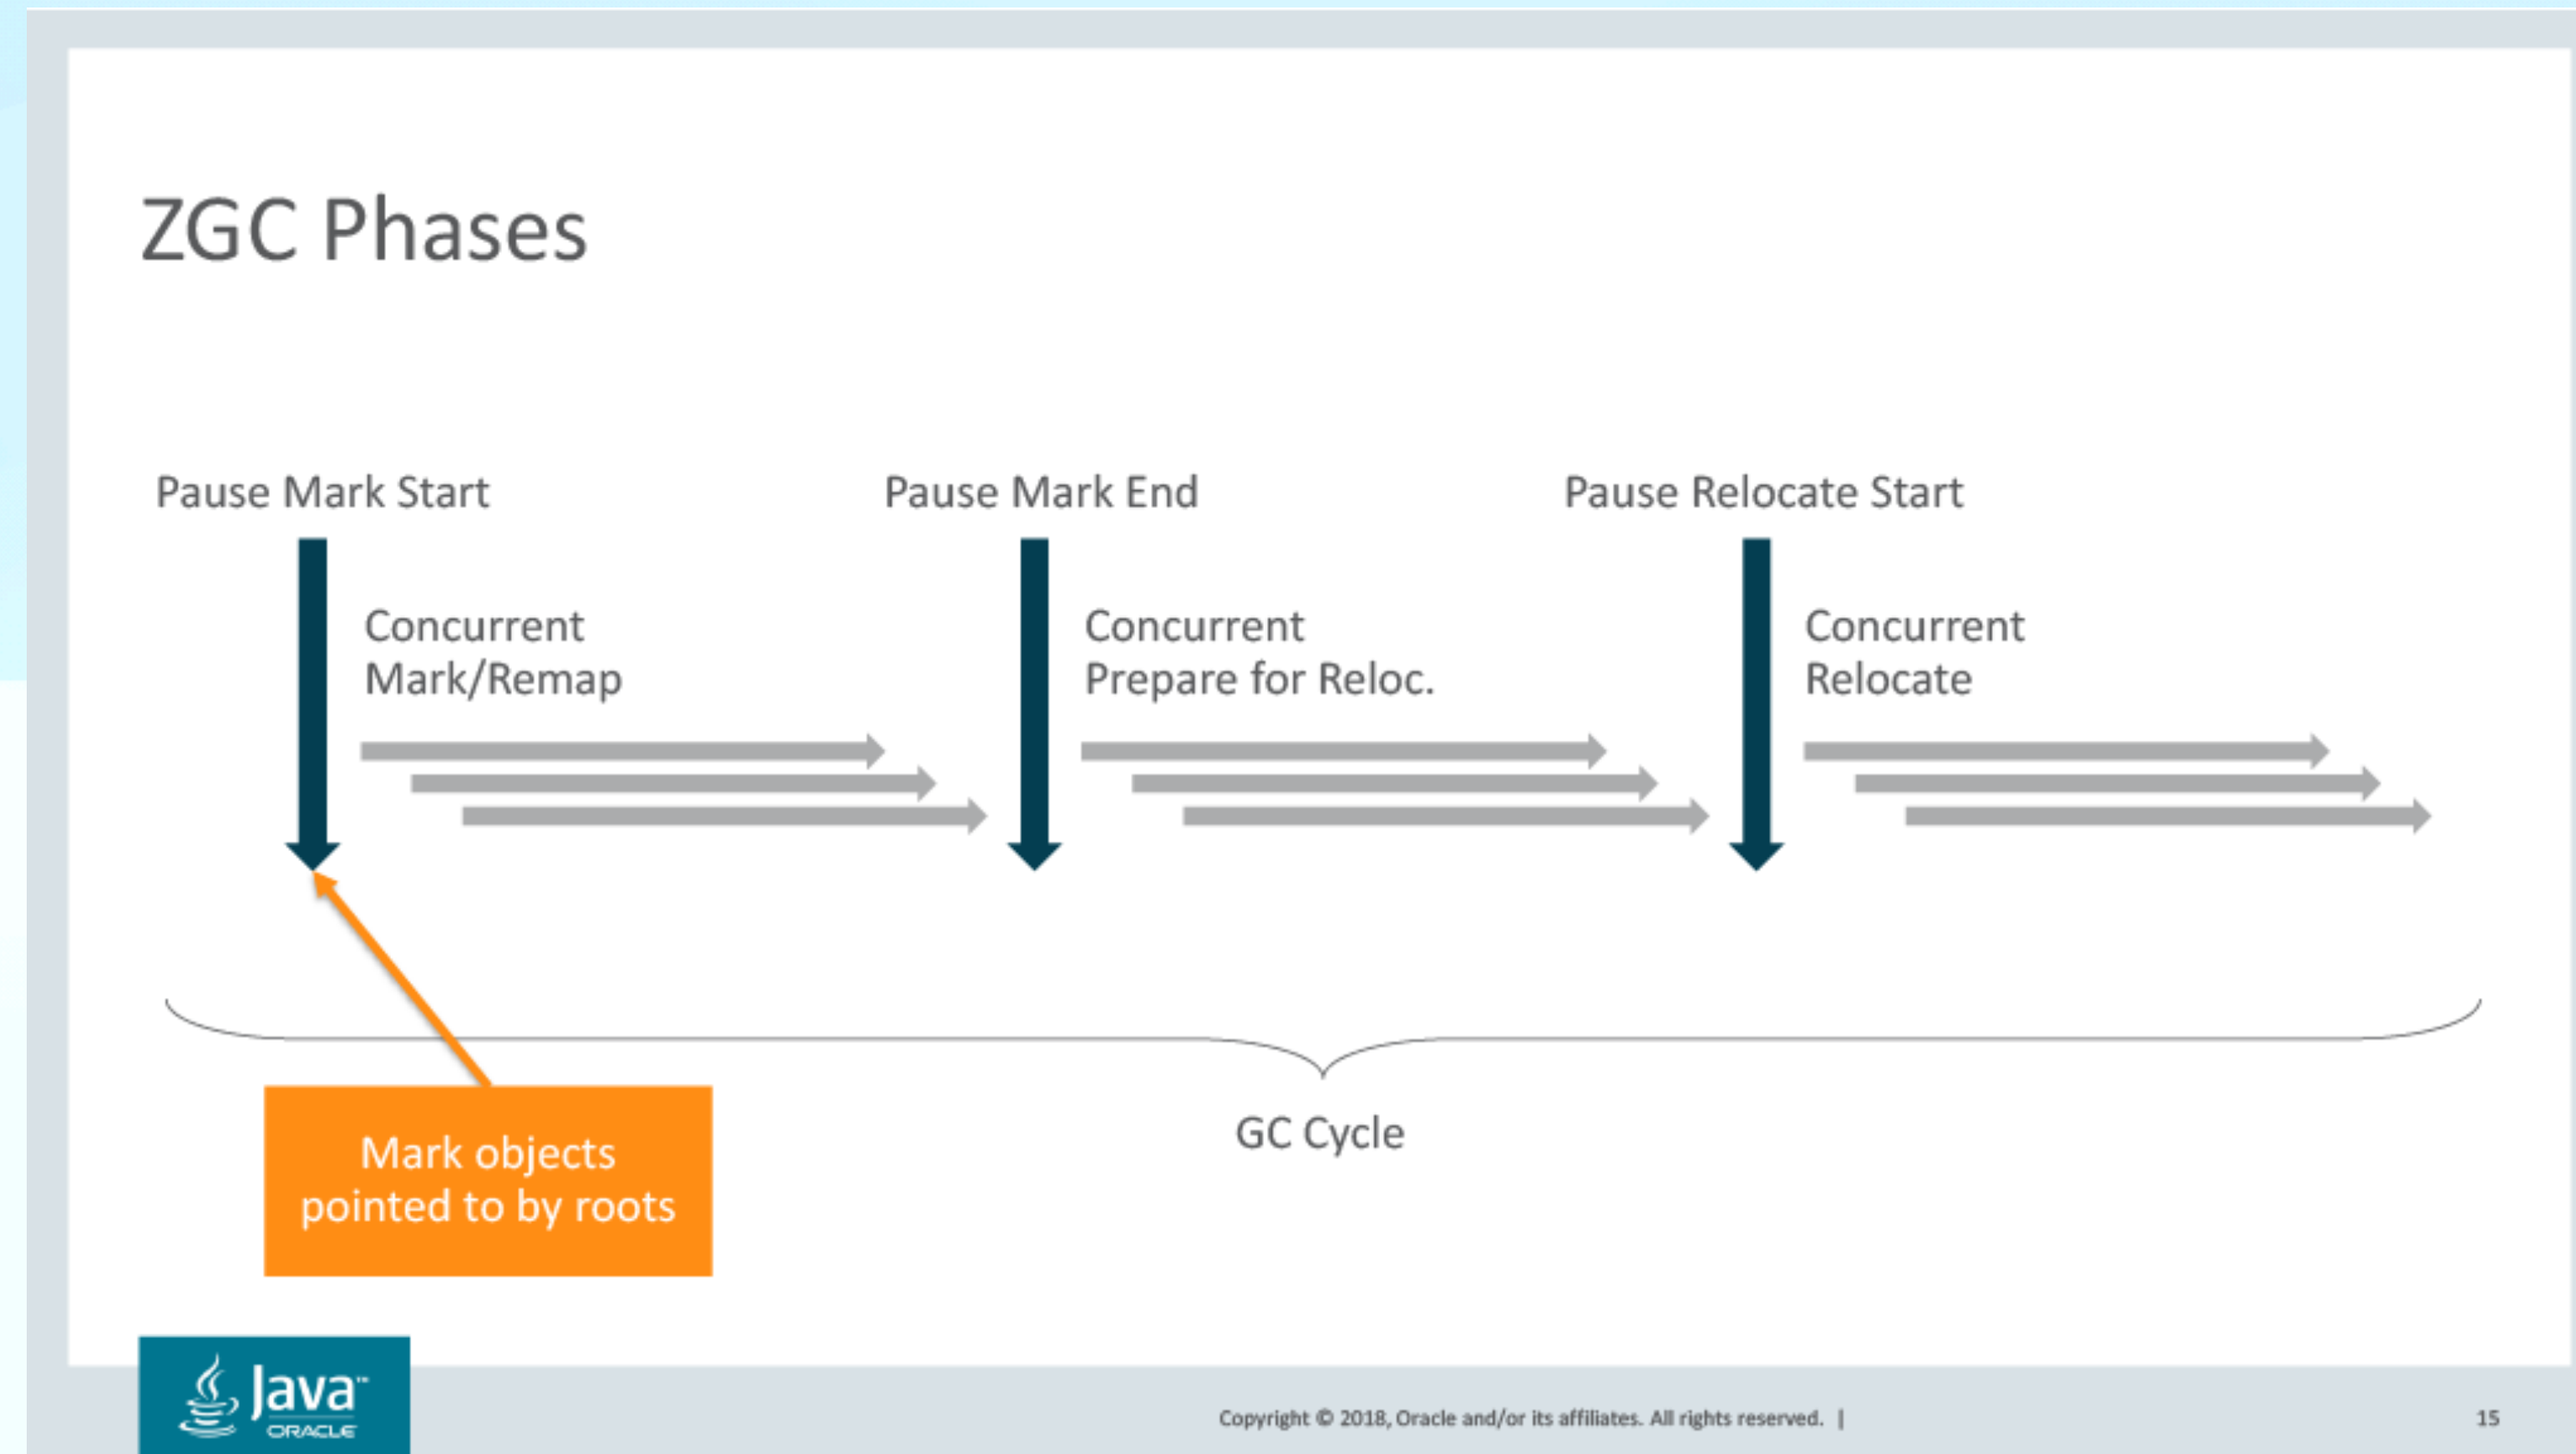 ZGC Phases
Pause Mark Start
Pause Mark End
Pause Relocate Start
Concurrent
Mark/Remap
Concurrent
Prepare for Reloc.
Concurrent
Relocate
GC Cycle
Mark objects
pointed to by roots
Java™
ORACLE
Copyright © 2018, Oracle and/or its affiliates. All rights reserved. |
15